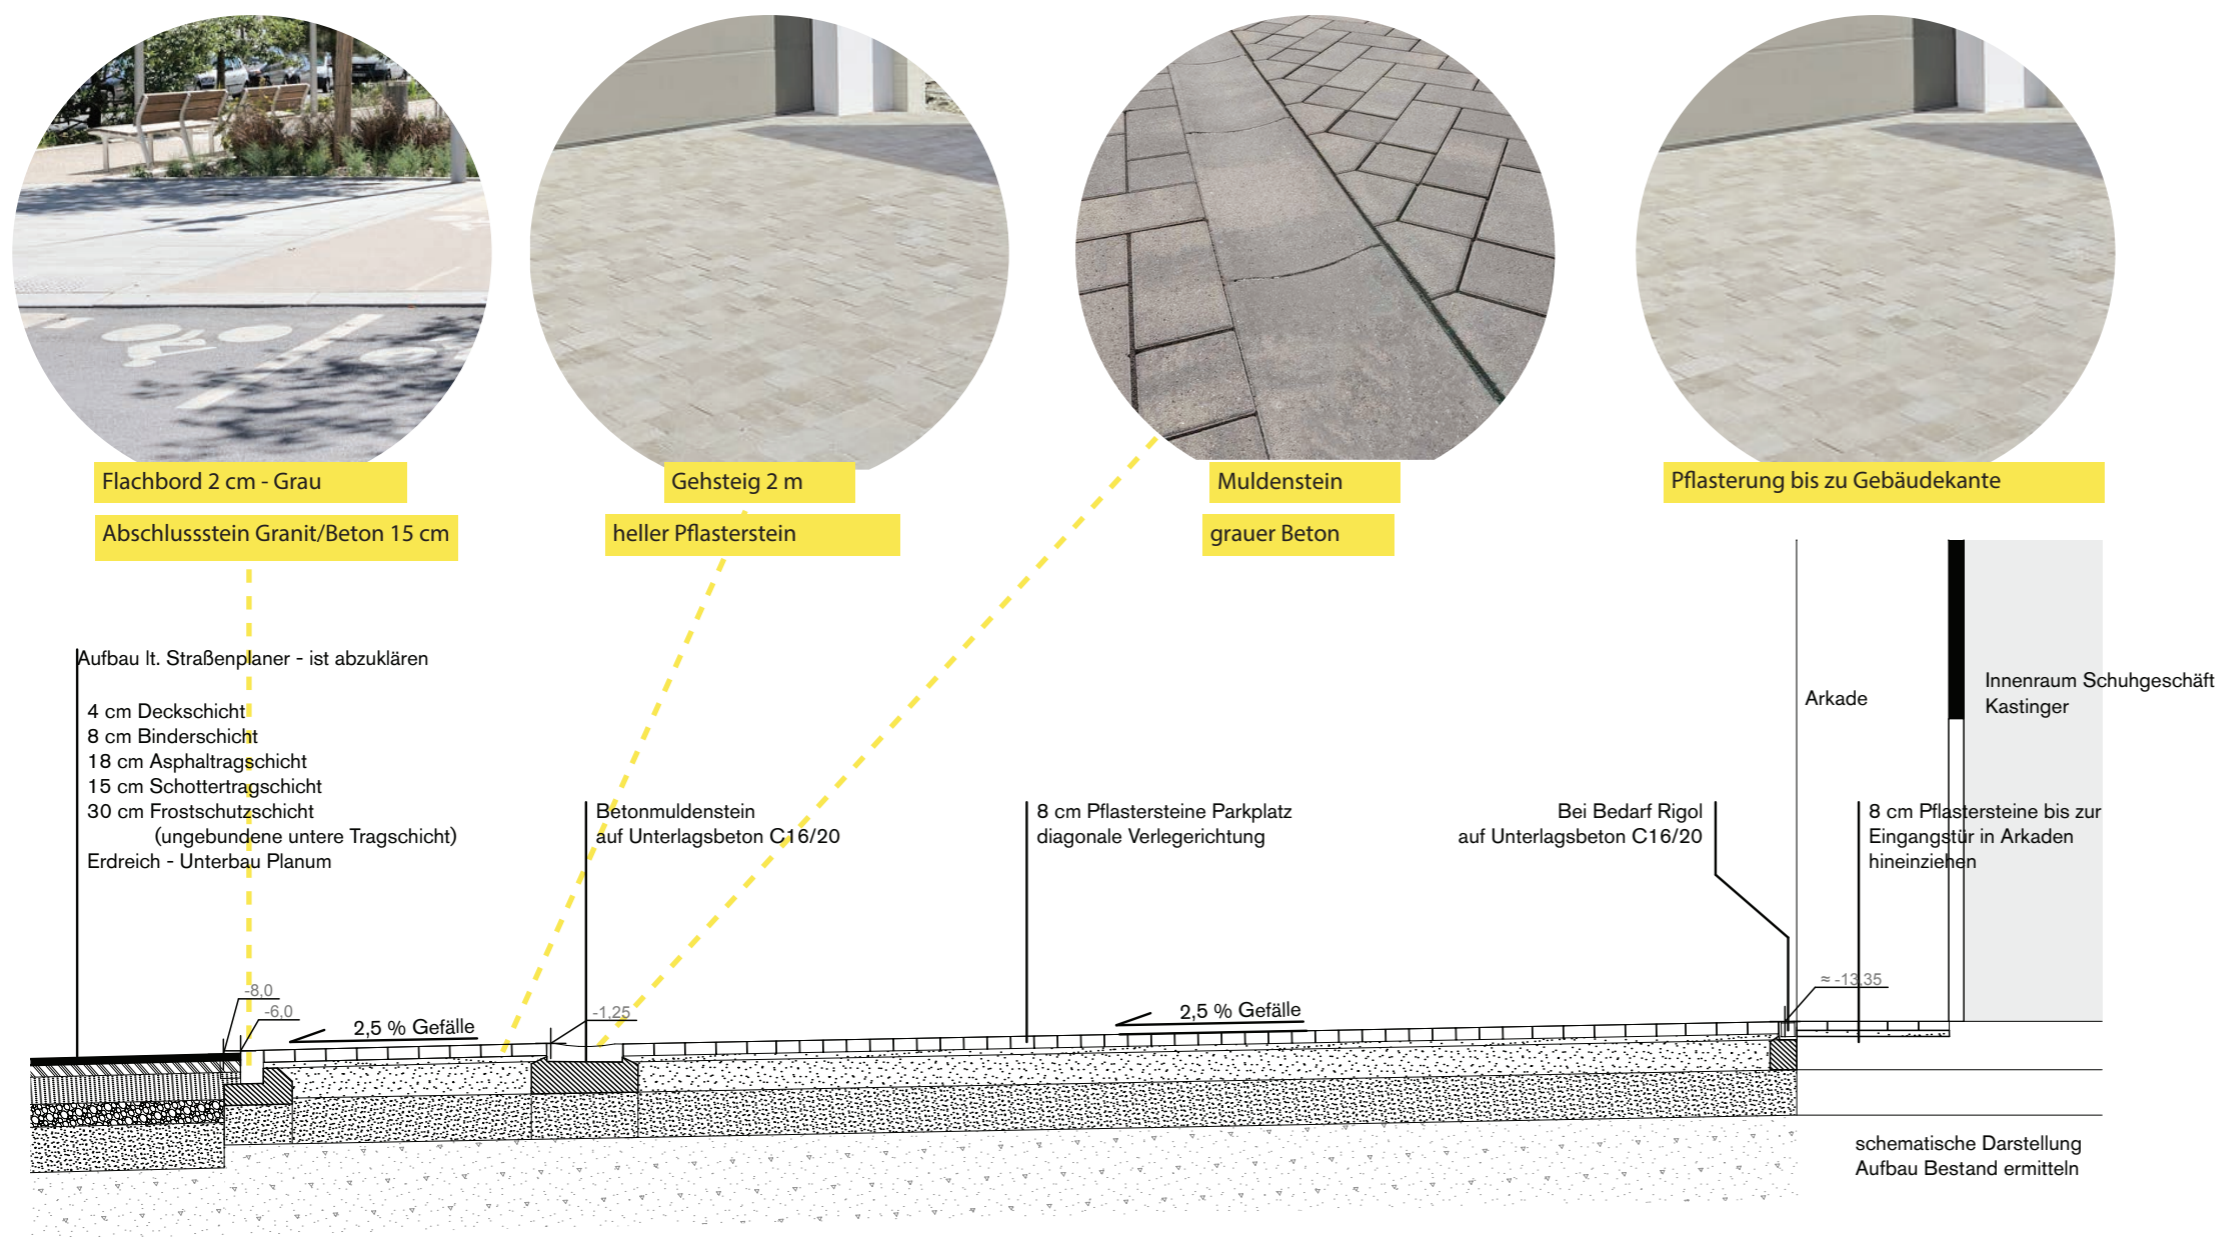 Flachbord 2 cm - Grau
Abschlussstein Granit/Beton 15 cm
Gehsteig 2 m
heller Pflasterstein
Muldenstein
grauer Beton
Pflasterung bis zu Gebäudekante
Aufbau lt. Straßenplaner - ist abzuklären
4 cm Deckschicht
8 cm Binderschicht
18 cm Asphaltragschicht
15 cm Schottertragschicht
30 cm Frostschutzschicht
(ungebundene untere Tragschicht)
Erdreich - Unterbau Planum
Betonmuldenstein
auf Unterlagsbeton C16/20
8 cm Pflastersteine Parkplatz
diagonale Verlegerichtung
Bei Bedarf Rigol
auf Unterlagsbeton C16/20
Arkade
Innenraum Schuhgeschäft
Kastinger
8 cm Pflastersteine bis zur
Eingangstür in Arkaden
hineinziehen
-8,0
-6,0
2,5 % Gefälle
-1,25
2,5 % Gefälle
≈ -13,35
schematische Darstellung
Aufbau Bestand ermitteln